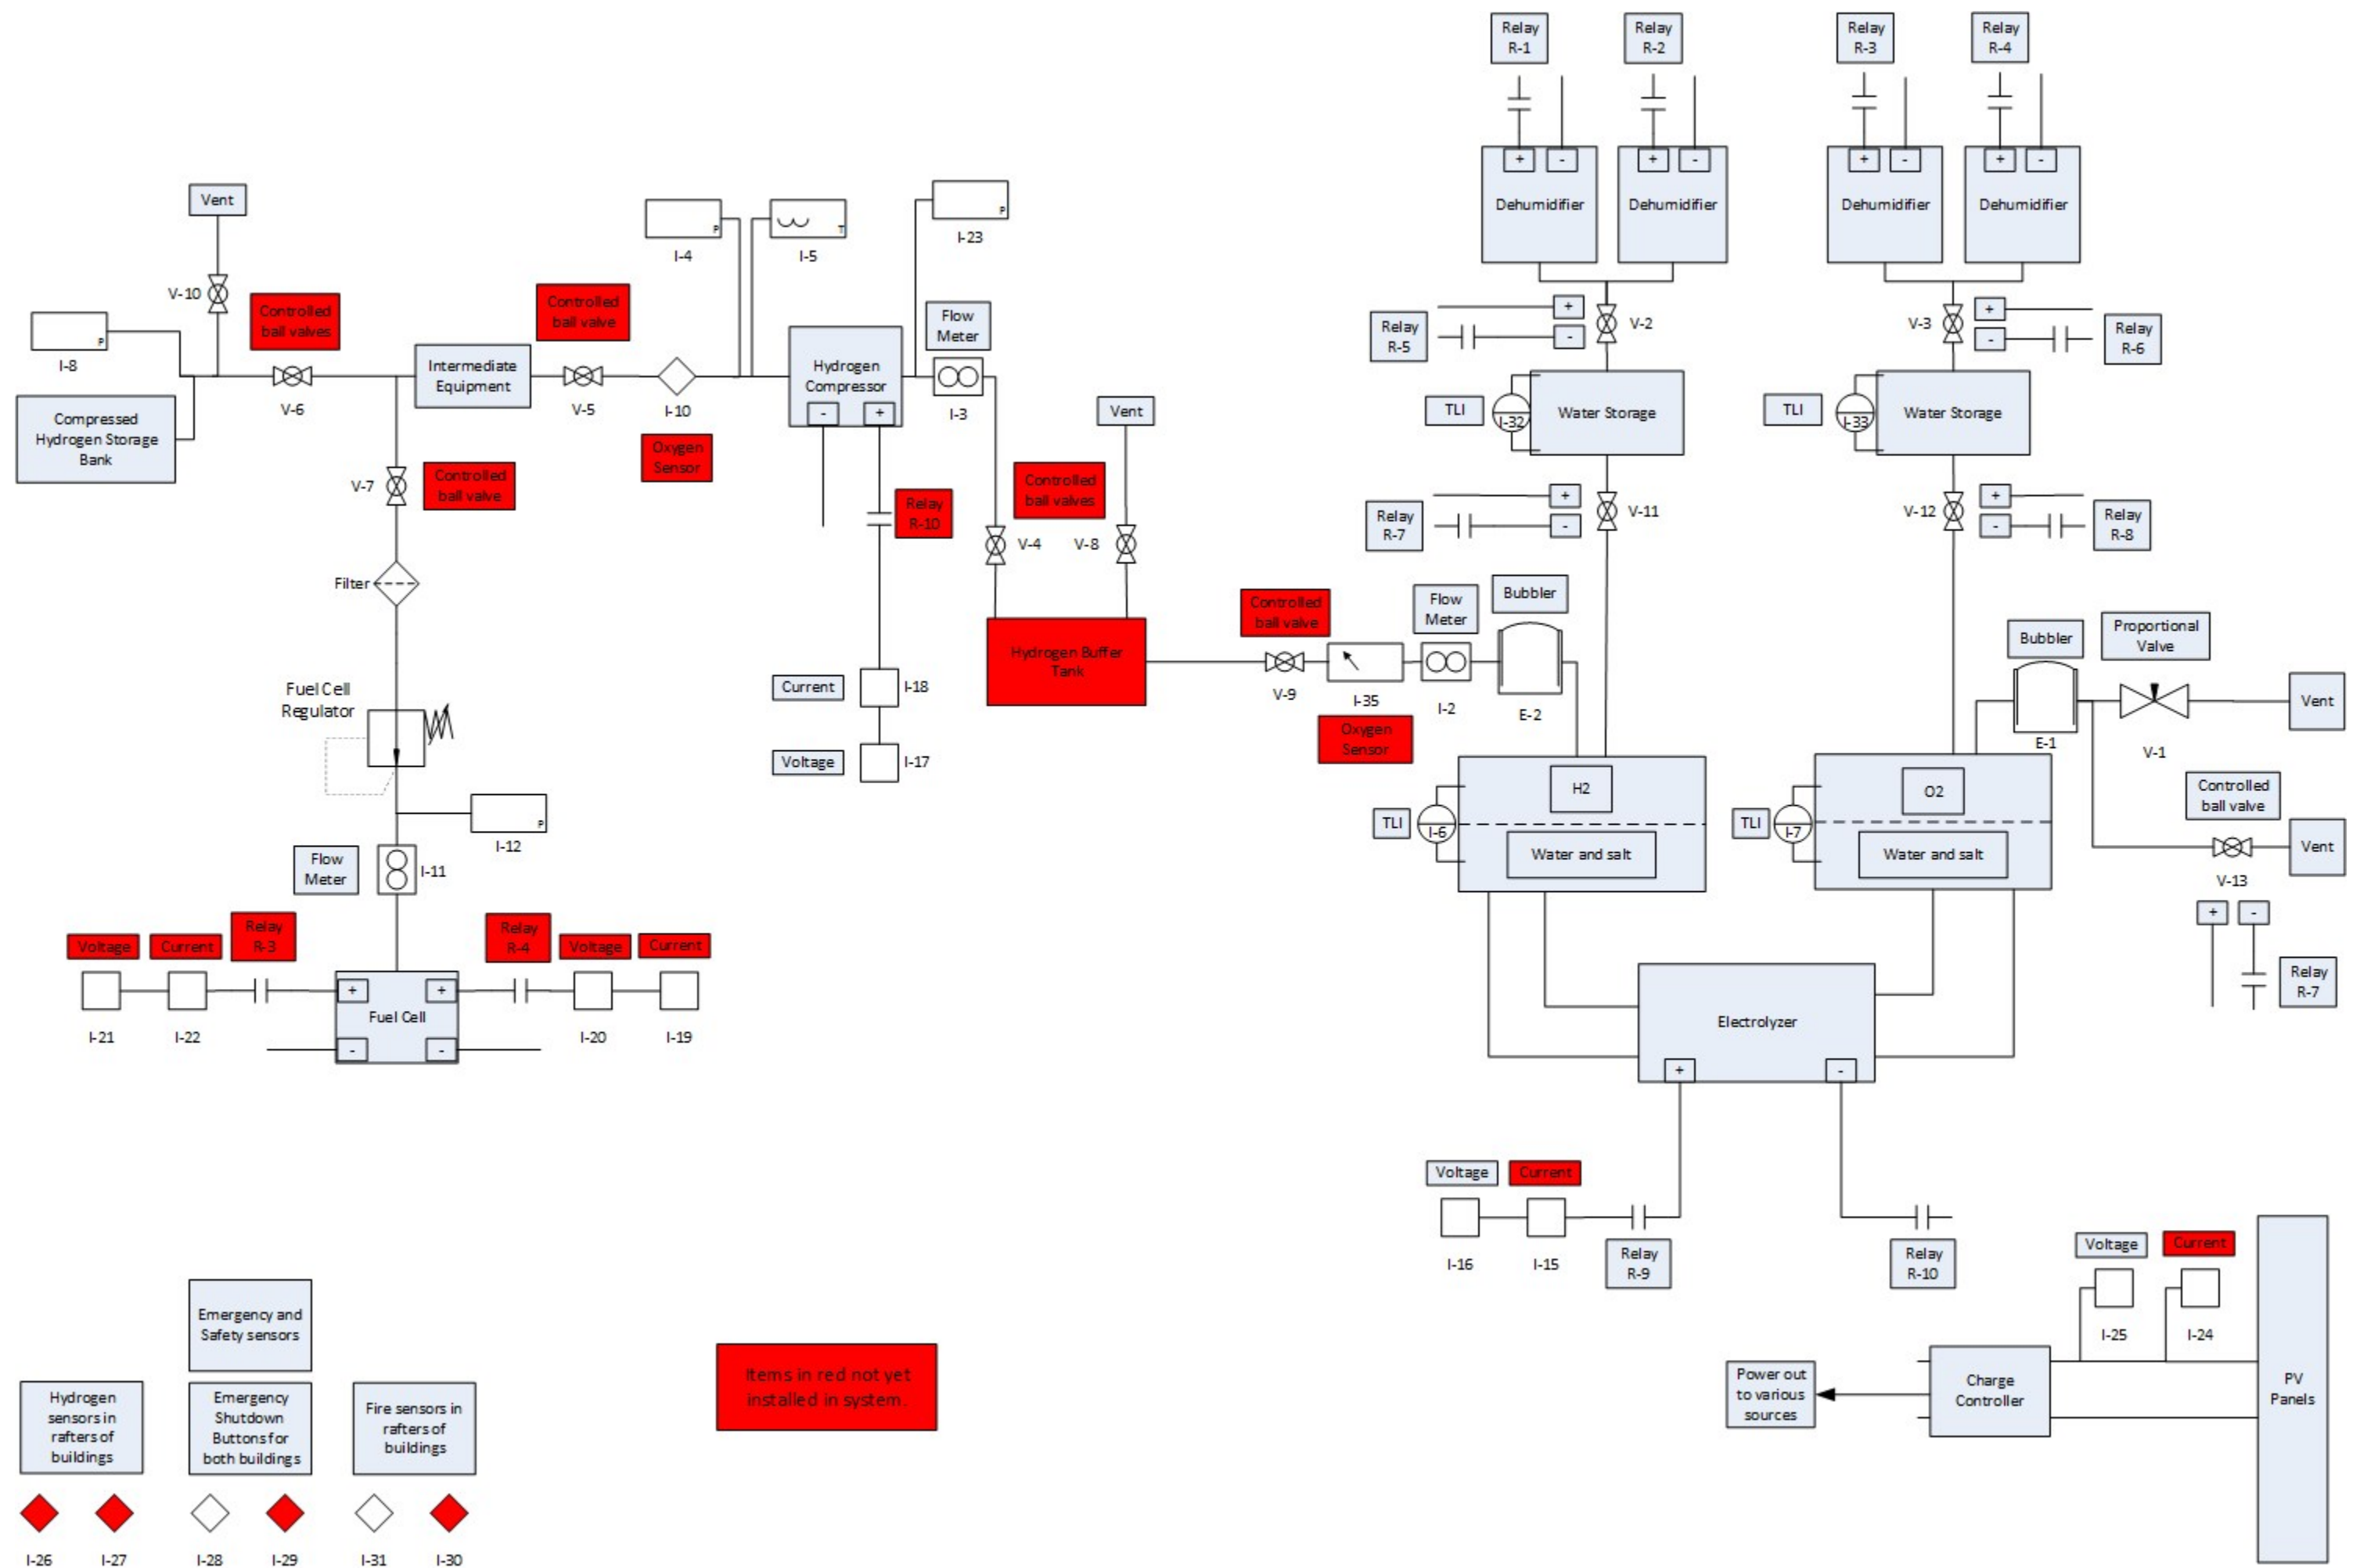 Relay
R-1
Relay
R-2
Relay
R-3
Relay
R-4
+
-
+
-
+
-
+
-
Dehumidifier
Dehumidifier
Dehumidifier
Dehumidifier
Vent
V-10
Controlled
ball valves
Controlled
ball valve
P
I-4
T
I-5
P
I-23
Flow
Meter
P
I-8
Intermediate
Equipment
Hydrogen
Compressor
-
+
V-6
V-5
I-10
I-3
Compressed
Hydrogen Storage
Bank
Oxygen
Sensor
Relay
R-10
V-7
Controlled
ball valve
Vent
Controlled
ball valves
V-4
V-8
Relay
R-5
+
-
V-2
V-3
+
-
Relay
R-6
TLI
I-32
Water Storage
TLI
I-33
Water Storage
Relay
R-7
+
-
V-11
V-12
+
-
Relay
R-8
Filter
Hydrogen Buffer
Tank
Controlled
ball valve
Flow
Meter
Bubbler
V-9
I-35
I-2
E-2
Oxygen
Sensor
Bubbler
Proportional
Valve
E-1
V-1
Vent
Controlled
ball valve
Vent
V-13
+
-
Relay
R-7
Fuel Cell
Regulator
Current
I-18
Voltage
I-17
P
I-12
Flow
Meter
I-11
TLI
I-6
H2
Water and salt
TLI
I-7
O2
Water and salt
Voltage
Current
Relay
R-3
Relay
R-4
Voltage
Current
+
+
Fuel Cell
-
-
I-21
I-22
I-20
I-19
Electrolyzer
+
-
Voltage
Current
I-16
I-15
Relay
R-9
Relay
R-10
Voltage
Current
I-25
I-24
Power out
to various
sources
Charge
Controller
PV
Panels
Emergency and
Safety sensors
Hydrogen
sensors in
rafters of
buildings
Emergency
Shutdown
Buttons for
both buildings
Fire sensors in
rafters of
buildings
Items in red not yet
installed in system.
I-26
I-27
I-28
I-29
I-31
I-30